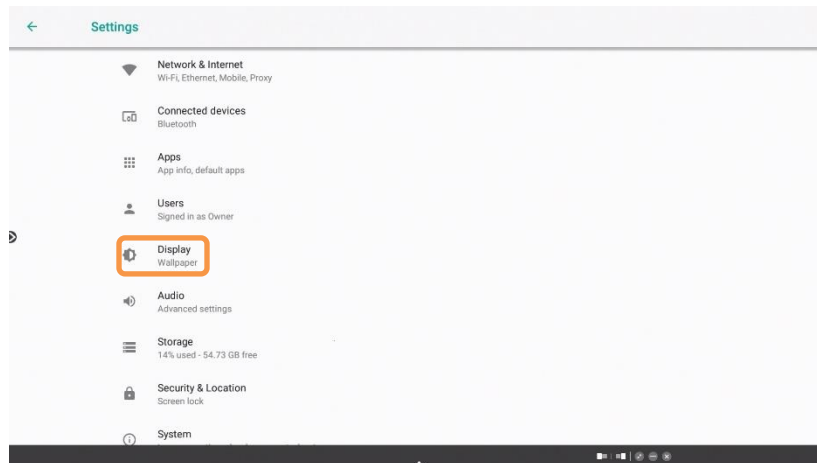 Settings
Network & Internet
Wi-Fi, Ethernet, Mobile, Proxy
Connected devices
Bluetooth
Apps
App info, default apps
Users
Signed in as Owner
Display
Wallpaper
Audio
Advanced settings
Storage
14% used - 54.73 GB free
Security & Location
Screen lock
System